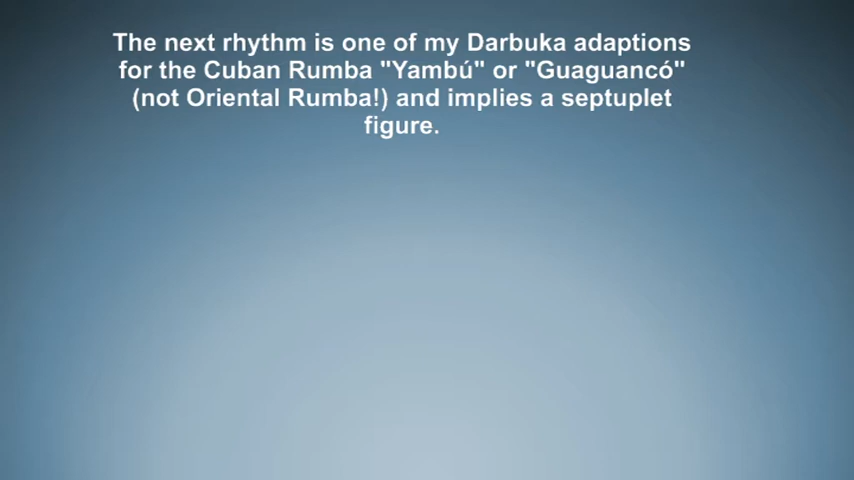 The next rhythm is one of my Darbuka adaptions
for the Cuban Rumba "Yambú" or "Guaguancó"
(not Oriental Rumba!) and implies a septuplet
figure.